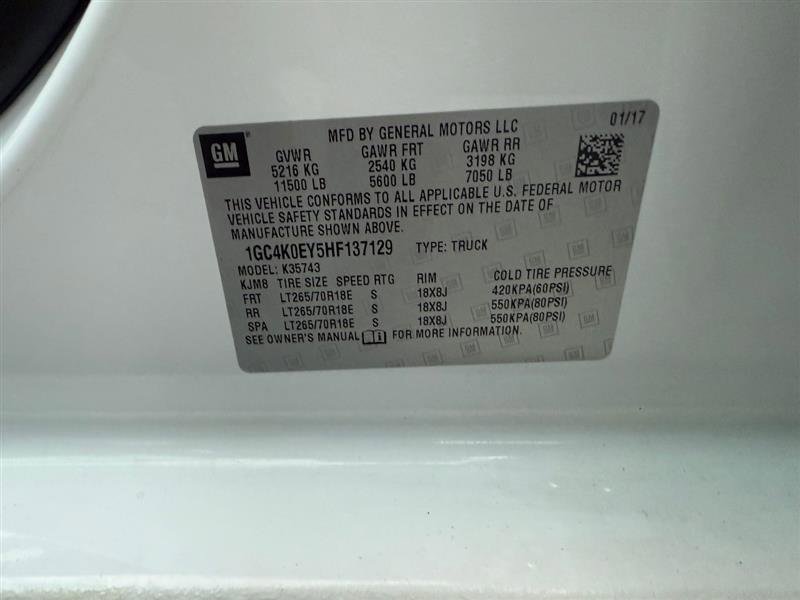 MFD BY GENERAL MOTORS LLC 01/17
GM
GVWR GAWR FRT GAWR RR
5216 KG 2540 KG 3198 KG
11500 LB 5600 LB 7050 LB
THIS VEHICLE CONFORMS TO ALL APPLICABLE U.S. FEDERAL MOTOR
VEHICLE SAFETY STANDARDS IN EFFECT ON THE DATE OF
MANUFACTURE SHOWN ABOVE.
1GC4K0EY5HF137129 TYPE: TRUCK
MODEL: K35743
KJM8 TIRE SIZE SPEED RTG RIM COLD TIRE PRESSURE
FRT LT265/70R18E S 18X8J 420KPA(60PSI)
RR LT265/70R18E S 18X8J 550KPA(80PSI)
SPA LT265/70R18E S 18X8J 550KPA(80PSI)
SEE OWNER'S MANUAL FOR MORE INFORMATION.